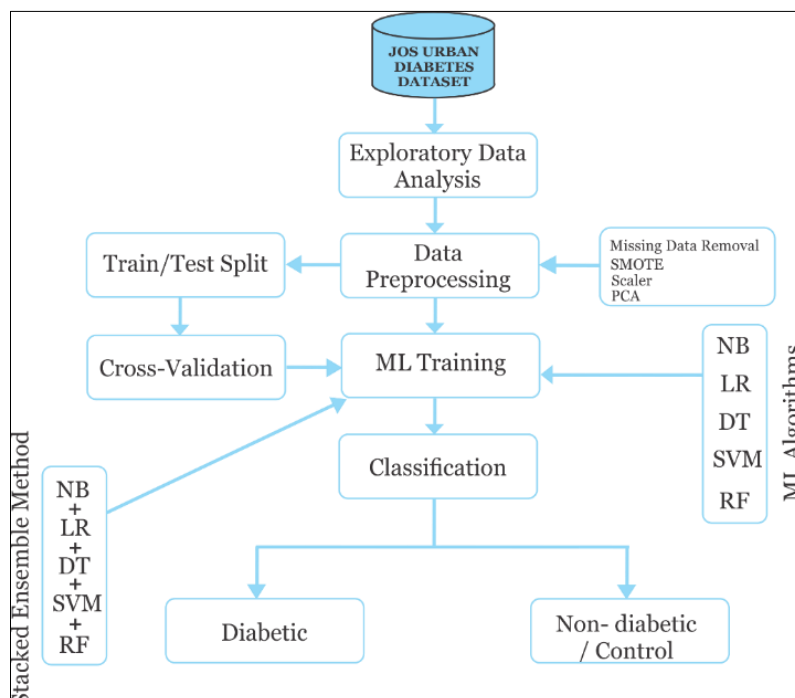 JOS URBAN
DIABETES
DATASET
Exploratory Data
Analysis
Train/Test Split
Data
Preprocessing
Missing Data Removal
SMOTE
Scaler
PCA
Cross-Validation
ML Training
NB
LR
DT
SVM
RF
ML Algorithms
Classification
Stacked Ensemble Method
NB
+
LR
+
DT
+
SVM
+
RF
Diabetic
Non- diabetic
/ Control